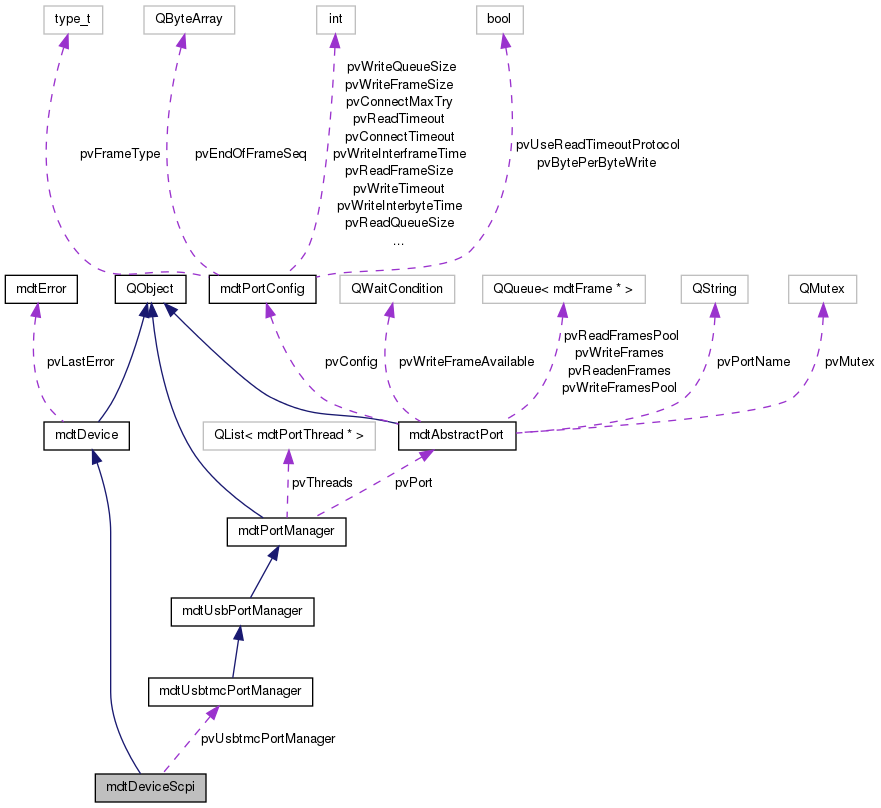 type_t
QByteArray
int
bool
pvFrameType
pvEndOfFrameSeq
pvWriteQueueSize
pvWriteFrameSize
pvConnectMaxTry
pvReadTimeout
pvConnectTimeout
pvWriteInterframeTime
pvReadFrameSize
pvWriteTimeout
pvWriteInterbyteTime
pvReadQueueSize
...
pvUseReadTimeoutProtocol
pvBytePerByteWrite
mdtError
QObject
mdtPortConfig
QWaitCondition
QQueue< mdtFrame * >
QString
QMutex
pvLastError
pvConfig
pvWriteFrameAvailable
pvReadFramesPool
pvWriteFrames
pvReadenFrames
pvWriteFramesPool
pvPortName
pvMutex
mdtDevice
QList< mdtPortThread * >
mdtAbstractPort
pvThreads
pvPort
mdtPortManager
mdtUsbPortManager
mdtUsbtmcPortManager
pvUsbtmcPortManager
mdtDeviceScpi